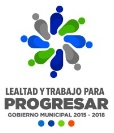 LEALTAD Y TRABAJO PARA
PROGRESAR
GOBIERNO MUNICIPAL 2015 - 2018